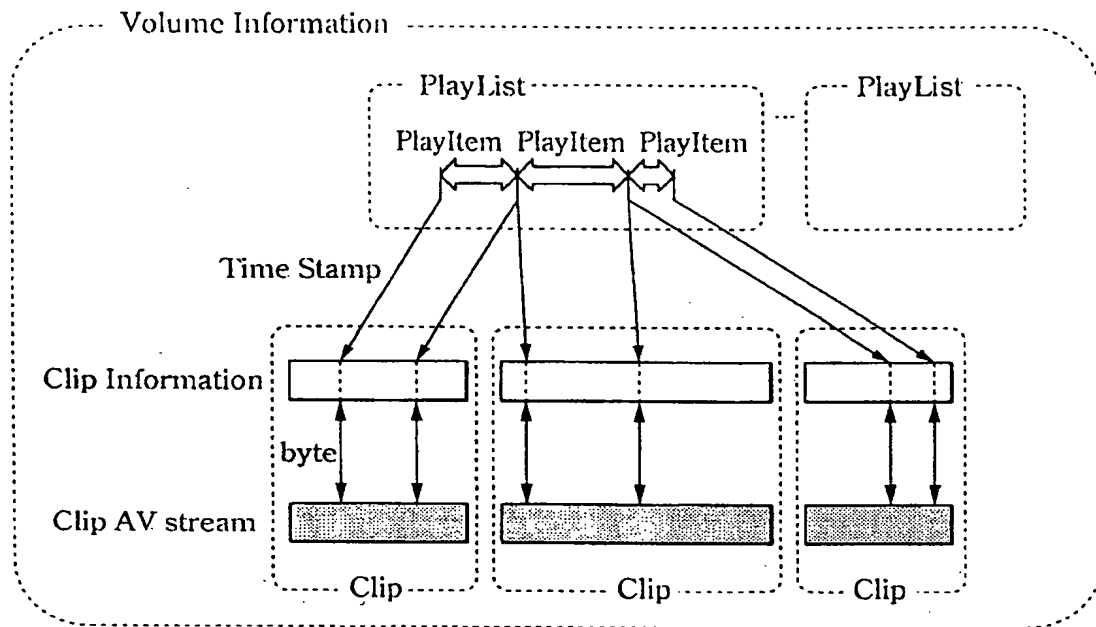 Volume Information
PlayList
PlayList
PlayItem PlayItem PlayItem
Time Stamp
Clip Information
byte
Clip AV stream
Clip
Clip
Clip